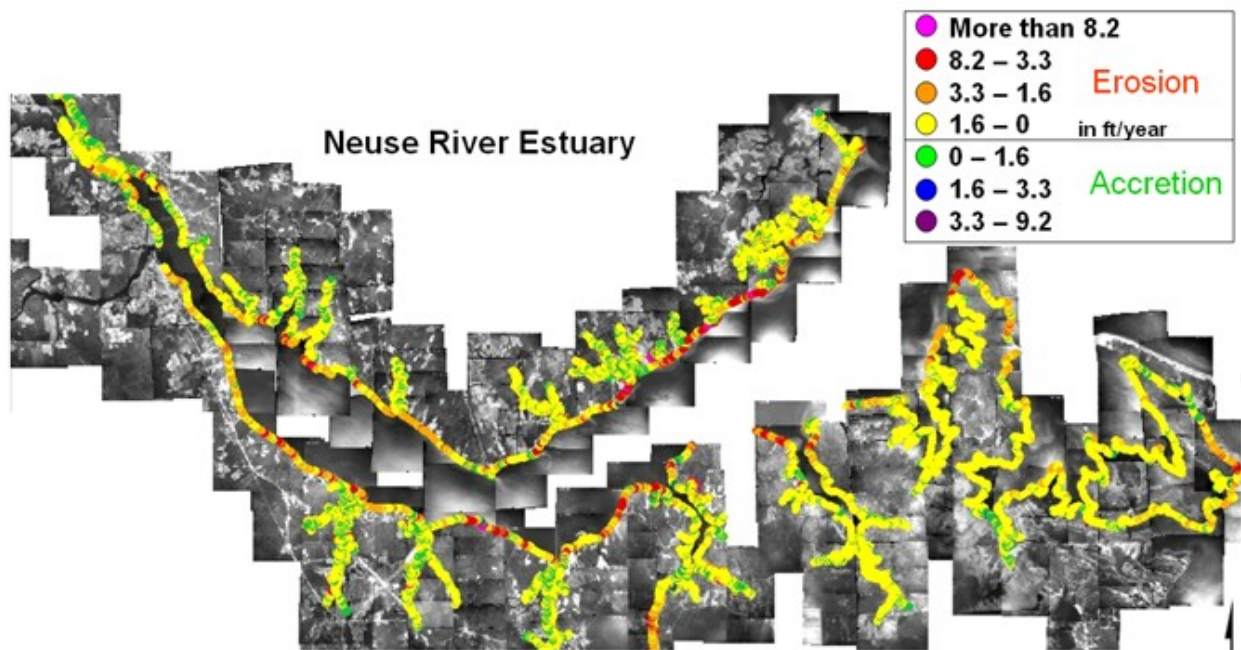 Neuse River Estuary
More than 8.2
8.2 – 3.3
3.3 – 1.6
1.6 – 0
Erosion
in ft/year
0 – 1.6
1.6 – 3.3
3.3 – 9.2
Accretion